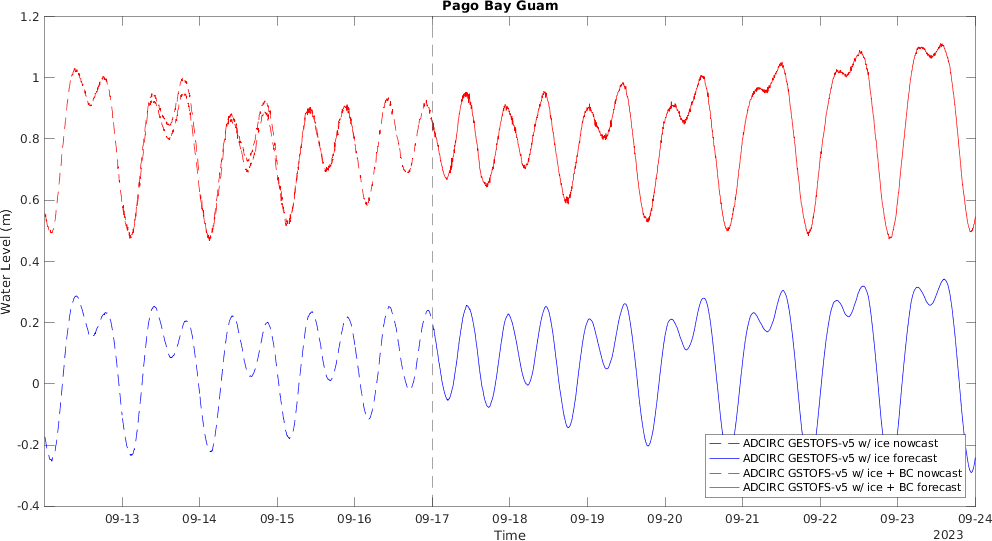 Pago Bay Guam
1.2
1
0.8
0.6
0.4
0.2
0
-0.2
-0.4
Water Level (m)
ADCIRC GESTOFS-v5 w/ ice nowcast
ADCIRC GESTOFS-v5 w/ ice forecast
ADCIRC GSTOFS-v5 w/ ice + BC nowcast
ADCIRC GSTOFS-v5 w/ ice + BC forecast
09-13 09-14 09-15 09-16 09-17 09-18 09-19 09-20 09-21 09-22 09-23 09-24
Time
2023